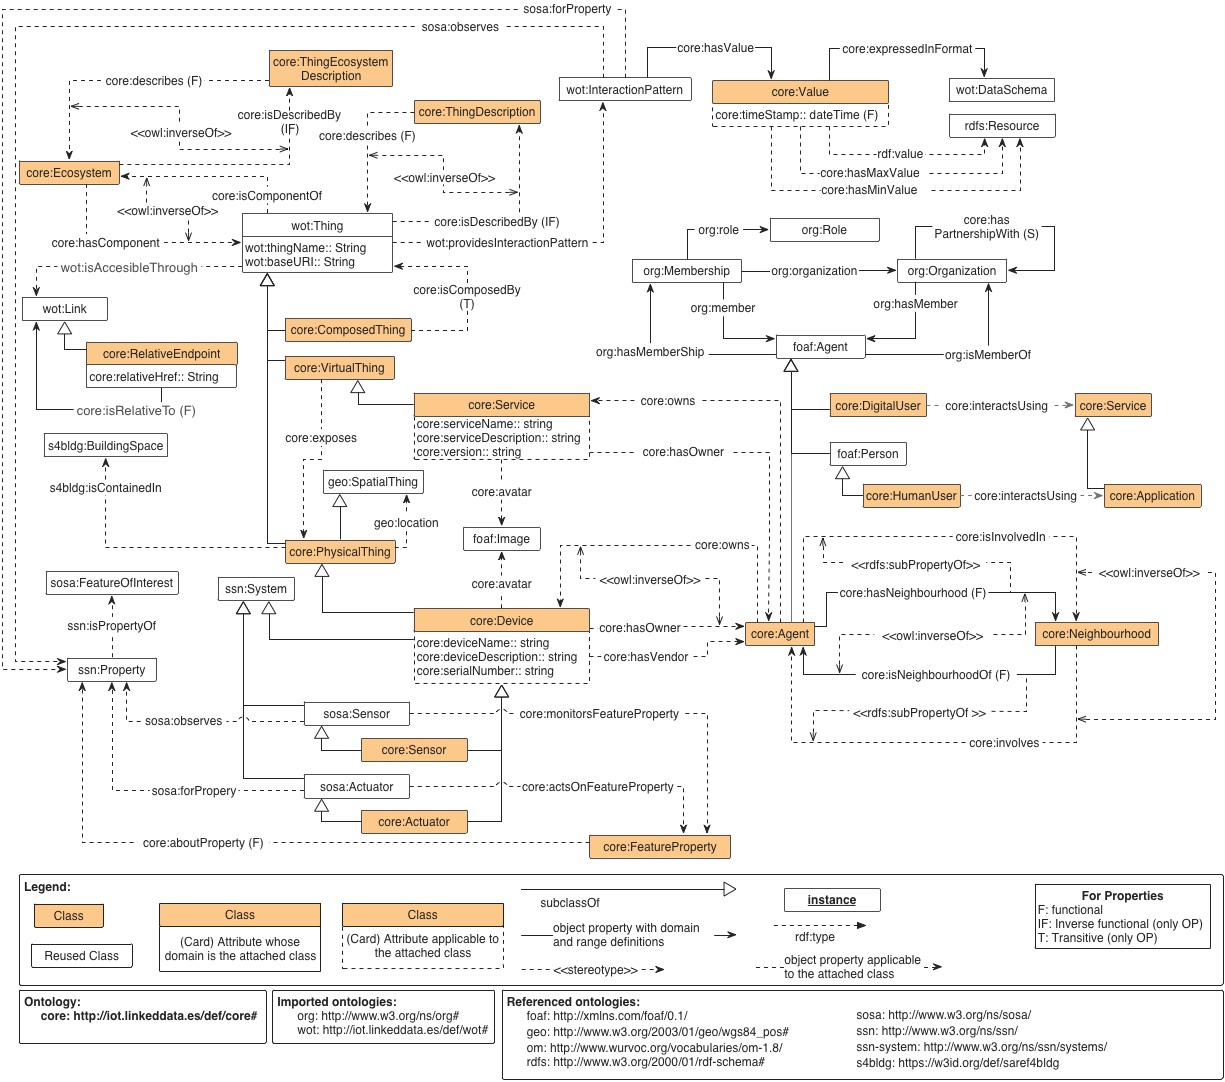 sosa:forProperty
sosa:observes
core:ThingEcosystem
Description
core:describes (F)
core:hasValue
core:expressedInFormat
wot:InteractionPattern
core:Value
core:timeStamp:: dateTime (F)
wot:DataSchema
rdfs:Resource
core:isDescribedBy
(IF)
<<owl:inverseOf>>
core:ThingDescription
core:describes (F)
rdf:value
core:hasMaxValue
core:hasMinValue
core:Ecosystem
<<owl:inverseOf>>
core:isComponentOf
<<owl:inverseOf>>
wot:Thing
wot:thingName:: String
wot:baseURI:: String
core:isDescribedBy (IF)
wot:providesInteractionPattern
core:hasComponent
wot:isAccesibleThrough
org:role
org:Role
core:has
PartnershipWith (S)
org:Membership
org:organization
org:Organization
core:isComposedBy
(T)
wot:Link
org:member
org:hasMember
core:ComposedThing
core:RelativeEndpoint
core:relativeHref:: String
org:hasMemberShip
foaf:Agent
org:isMemberOf
core:VirtualThing
core:isRelativeTo (F)
core:Service
core:serviceName:: string
core:serviceDescription:: string
core:version:: string
core:owns
core:DigitalUser
core:interactsUsing
core:Service
s4bldg:BuildingSpace
core:exposes
core:hasOwner
foaf:Person
s4bldg:isContainedIn
geo:SpatialThing
core:avatar
core:HumanUser
core:interactsUsing
core:Application
geo:location
foaf:Image
core:PhysicalThing
core:owns
core:isInvolvedIn
<<rdfs:subPropertyOf>>
<<owl:inverseOf>>
sosa:FeatureOfInterest
ssn:System
core:avatar
<<owl:inverseOf>>
core:hasNeighbourhood (F)
ssn:isPropertyOf
core:Device
core:deviceName:: string
core:deviceDescription:: string
core:serialNumber:: string
core:hasOwner
core:hasVendor
core:Agent
<<owl:inverseOf>>
core:Neighbourhood
ssn:Property
core:isNeighbourhoodOf (F)
sosa:observes
sosa:Sensor
core:monitorsFeatureProperty
<<rdfs:subPropertyOf >>
core:Sensor
core:involves
sosa:forPropery
sosa:Actuator
core:actsOnFeatureProperty
core:Actuator
core:aboutProperty (F)
core:FeatureProperty
Legend:
Class
Reused Class
Class
(Card) Attribute whose
domain is the attached class
Class
(Card) Attribute applicable to
the attached class
subclassOf
object property with domain
and range definitions
<<stereotype>>
instance
rdf:type
object property applicable
to the attached class
For Properties
F: functional
IF: Inverse functional (only OP)
T: Transitive (only OP)
Ontology:
core: http://iot.linkeddata.es/def/core#
Imported ontologies:
org: http://www.w3.org/ns/org#
wot: http://iot.linkeddata.es/def/wot#
Referenced ontologies:
foaf: http://xmlns.com/foaf/0.1/
geo: http://www.w3.org/2003/01/geo/wgs84_pos#
om: http://www.wurvoc.org/vocabularies/om-1.8/
rdfs: http://www.w3.org/2000/01/rdf-schema#
sosa: http://www.w3.org/ns/sosa/
ssn: http://www.w3.org/ns/ssn/
ssn-system: http://www.w3.org/ns/ssn/systems/
s4bldg: https://w3id.org/def/saref4bldg